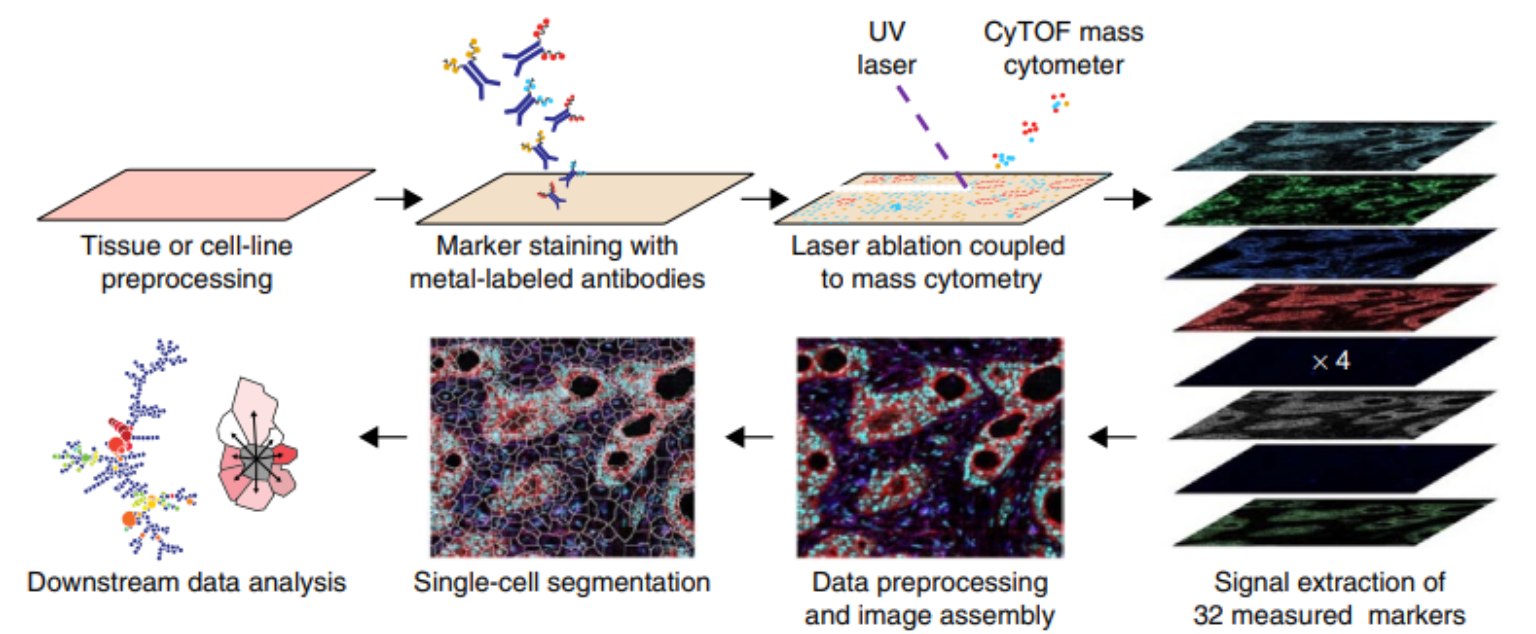 UV
laser
CyTOF mass
cytometer
Tissue or cell-line
preprocessing
Marker staining with
metal-labeled antibodies
Laser ablation coupled
to mass cytometry
× 4
Signal extraction of
32 measured markers
Data preprocessing
and image assembly
Single-cell segmentation
Downstream data analysis